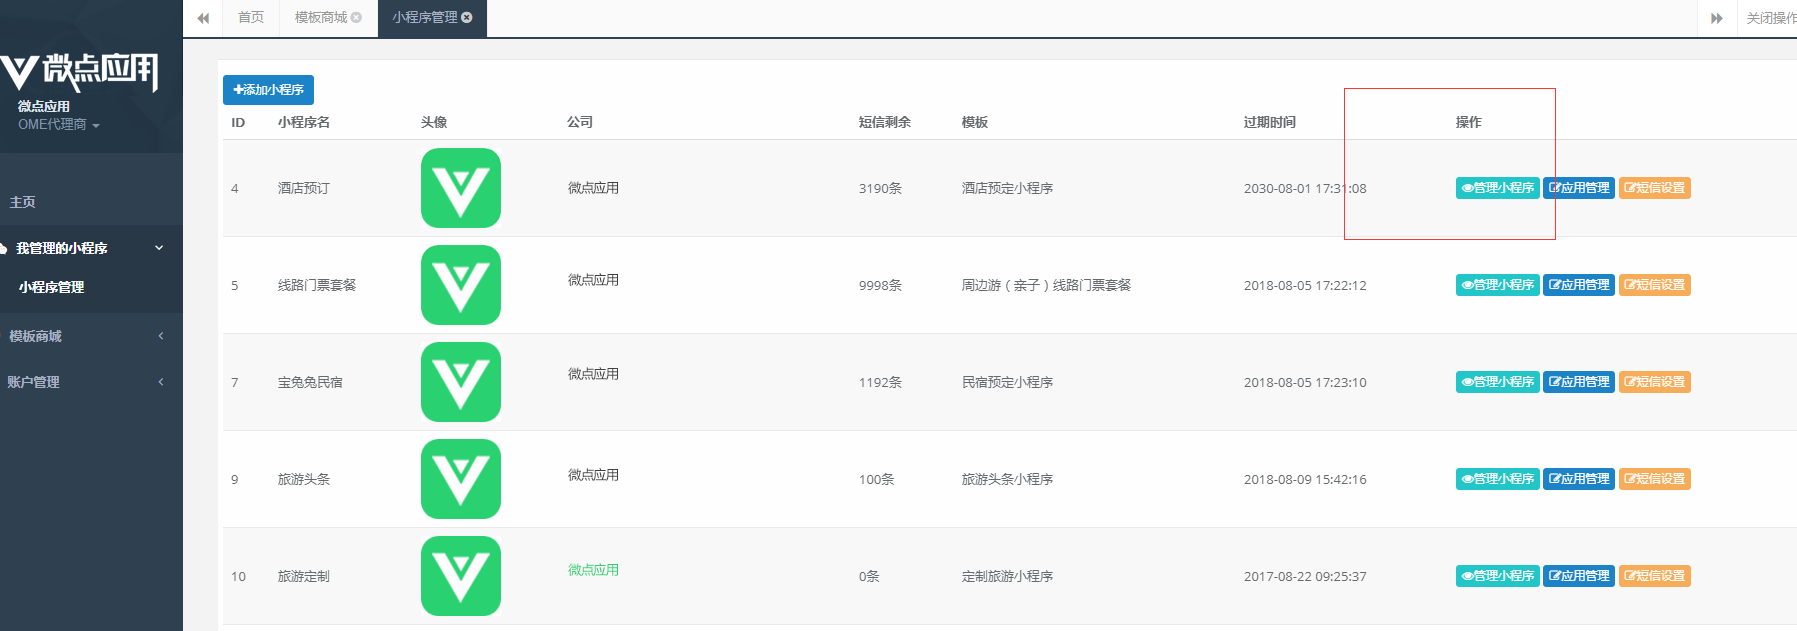 首页 模板商城 小程序管理 关闭操作
微点应用
微点应用
OME代理商
主页
我管理的小程序
小程序管理
模板商城
账户管理
添加小程序
ID 小程序名 头像 公司 短信剩余 模板 过期时间 操作
4 酒店预订 微点应用 3190条 酒店预定小程序 2030-08-01 17:31:08 管理小程序 应用管理 短信设置
5 线路门票套餐 微点应用 9998条 周边游（亲子）线路门票套餐 2018-08-05 17:22:12 管理小程序 应用管理 短信设置
7 宝兔兔民宿 微点应用 1192条 民宿预定小程序 2018-08-05 17:23:10 管理小程序 应用管理 短信设置
9 旅游头条 微点应用 100条 旅游头条小程序 2018-08-09 15:42:16 管理小程序 应用管理 短信设置
10 旅游定制 微点应用 0条 定制旅游小程序 2017-08-22 09:25:37 管理小程序 应用管理 短信设置